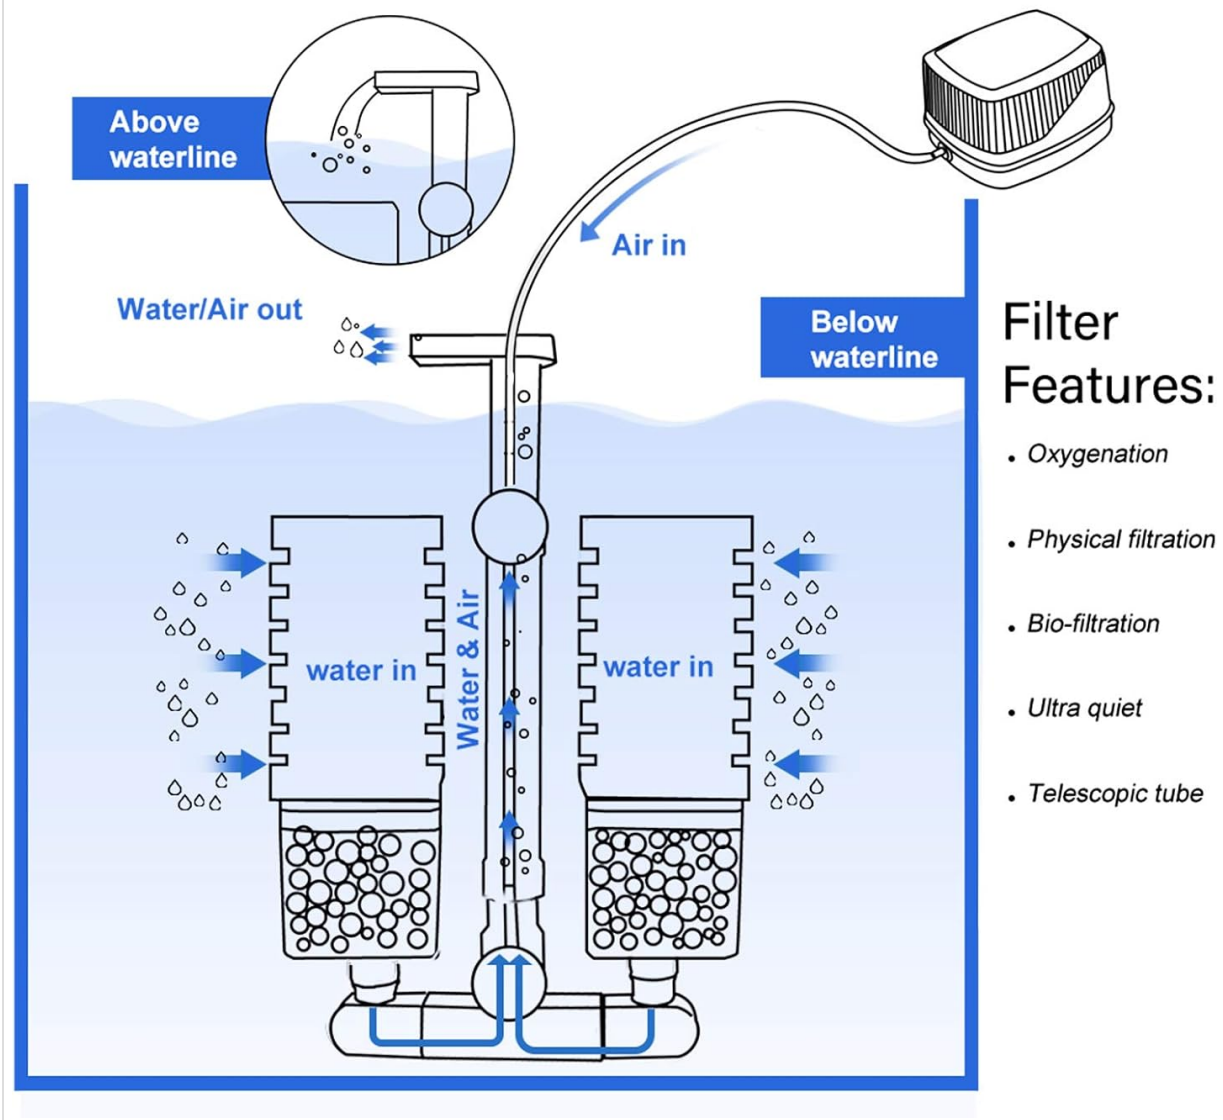 Above
waterline
Air in
Water/Air out
Below
waterline
Filter
Features:
• Oxygenation
• Physical filtration
• Bio-filtration
• Ultra quiet
• Telescopic tube
water in
Water & Air
water in